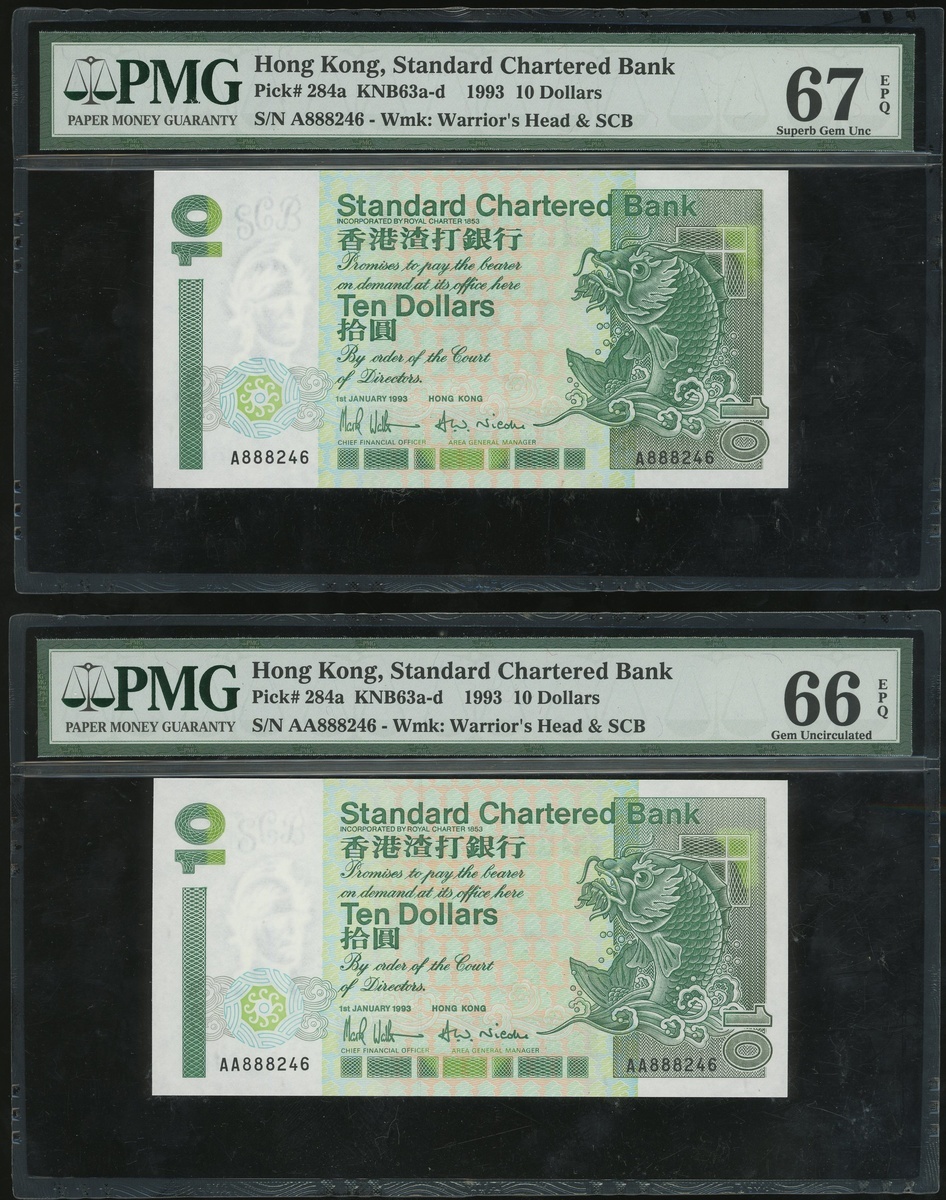 PMG
PAPER MONEY GUARANTY
Hong Kong, Standard Chartered Bank
Pick# 284a KNB63a-d 1993 10 Dollars
S/N A888246 - Wmk: Warrior's Head & SCB
67 EPQ
Superb Gem Unc
10
SCB
Standard Chartered Bank
INCORPORATED BY ROYAL CHARTER 1853
香港渣打銀行
Promises to pay the bearer
on demand at its office here
Ten Dollars
拾圓
By order of the Court
of Directors.
1st JANUARY 1993 HONG KONG
CHIEF FINANCIAL OFFICER AREA GENERAL MANAGER
A888246 A888246
10
PMG
PAPER MONEY GUARANTY
Hong Kong, Standard Chartered Bank
Pick# 284a KNB63a-d 1993 10 Dollars
S/N AA888246 - Wmk: Warrior's Head & SCB
66 EPQ
Gem Uncirculated
10
SCB
Standard Chartered Bank
INCORPORATED BY ROYAL CHARTER 1853
香港渣打銀行
Promises to pay the bearer
on demand at its office here
Ten Dollars
拾圓
By order of the Court
of Directors.
1st JANUARY 1993 HONG KONG
CHIEF FINANCIAL OFFICER AREA GENERAL MANAGER
AA888246 AA888246
10